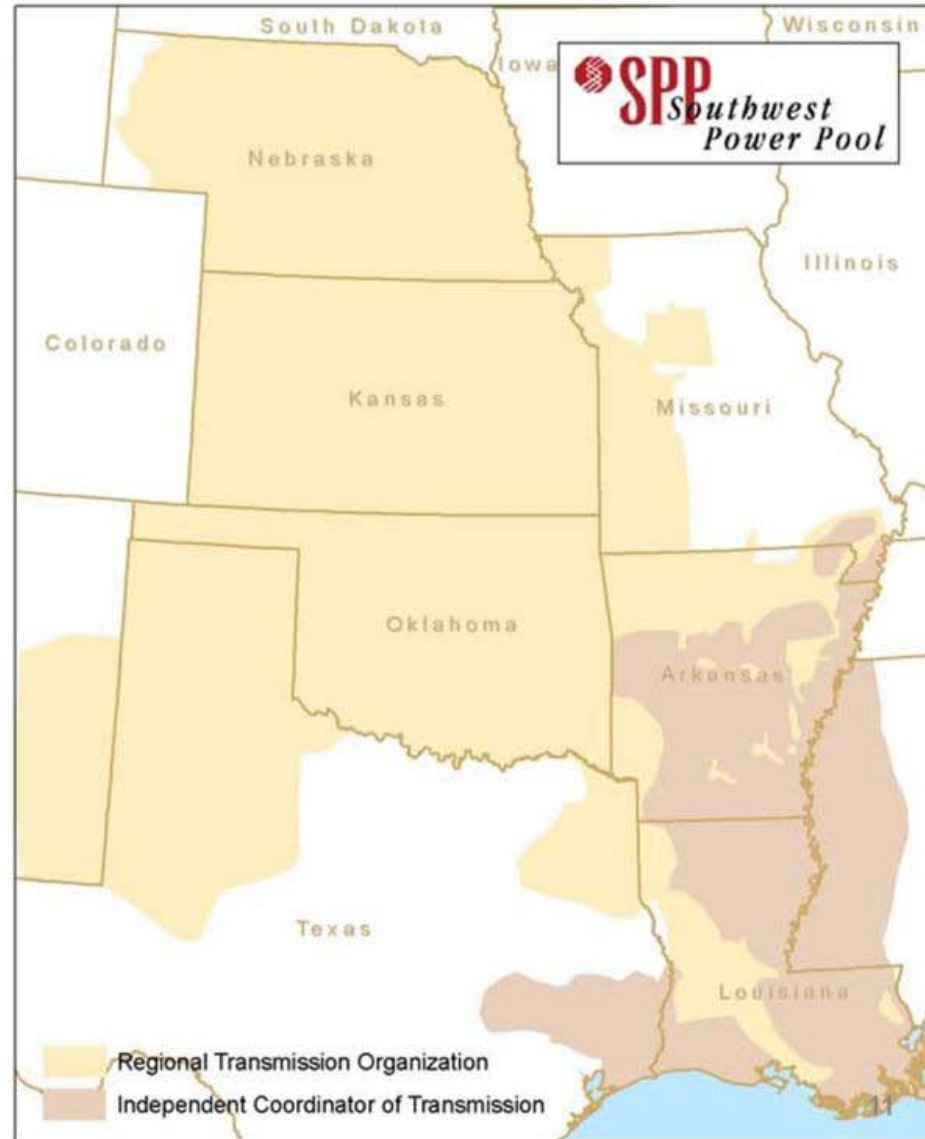 South Dakota
Wisconsin
Iowa
SPP
Southwest
Power Pool
Nebraska
Illinois
Colorado
Kansas
Missouri
Oklahoma
Arkansas
Texas
Louisiana
Regional Transmission Organization
Independent Coordinator of Transmission
11